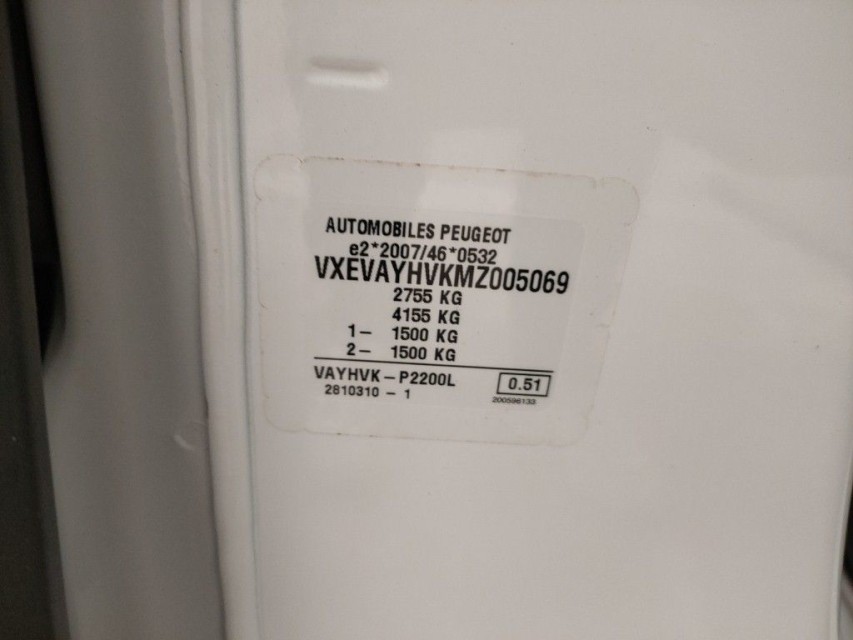 AUTOMOBILES PEUGEOT
e2*2007/46*0532
VXEVAYHVKMZ005069
2755 KG
4155 KG
1- 1500 KG
2- 1500 KG
VAYHVK-P2200L 0.51
2810310 - 1 200596133